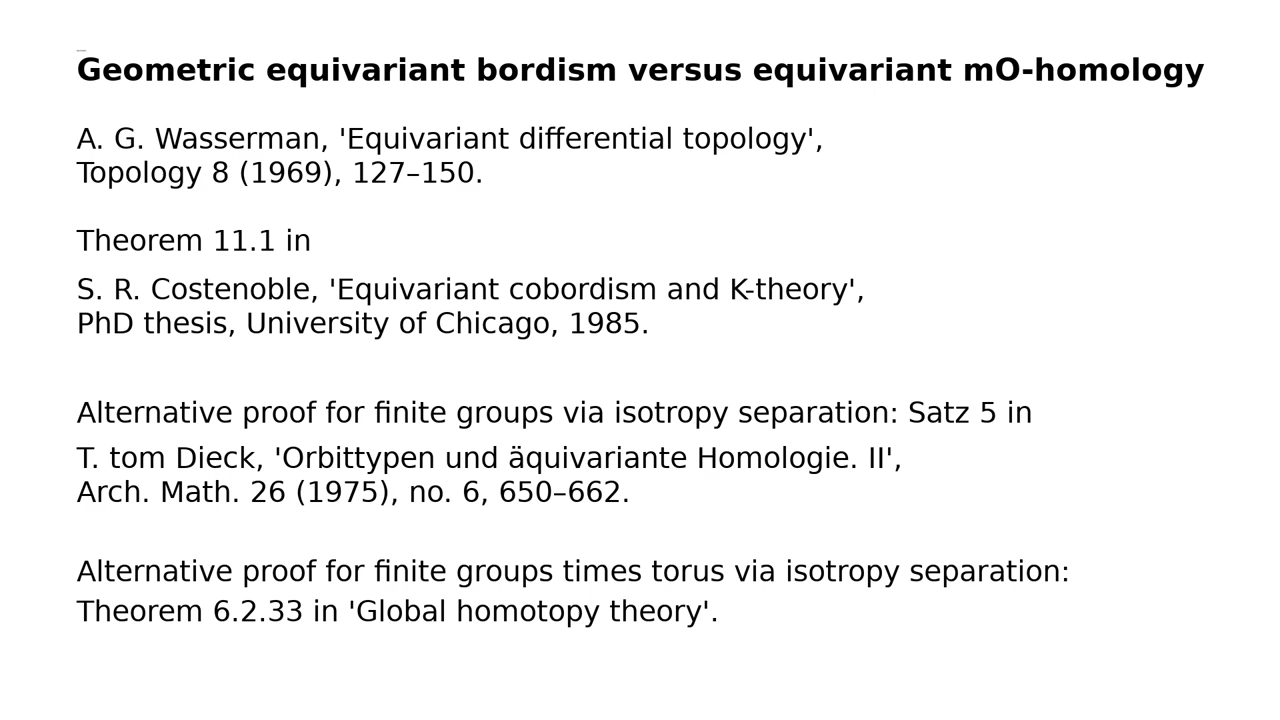 Geometric equivariant bordism versus equivariant mO-homology
A. G. Wasserman, 'Equivariant differential topology',
Topology 8 (1969), 127–150.
Theorem 11.1 in
S. R. Costenoble, 'Equivariant cobordism and K-theory',
PhD thesis, University of Chicago, 1985.
Alternative proof for finite groups via isotropy separation: Satz 5 in
T. tom Dieck, 'Orbittypen und äquivariante Homologie. II',
Arch. Math. 26 (1975), no. 6, 650–662.
Alternative proof for finite groups times torus via isotropy separation:
Theorem 6.2.33 in 'Global homotopy theory'.